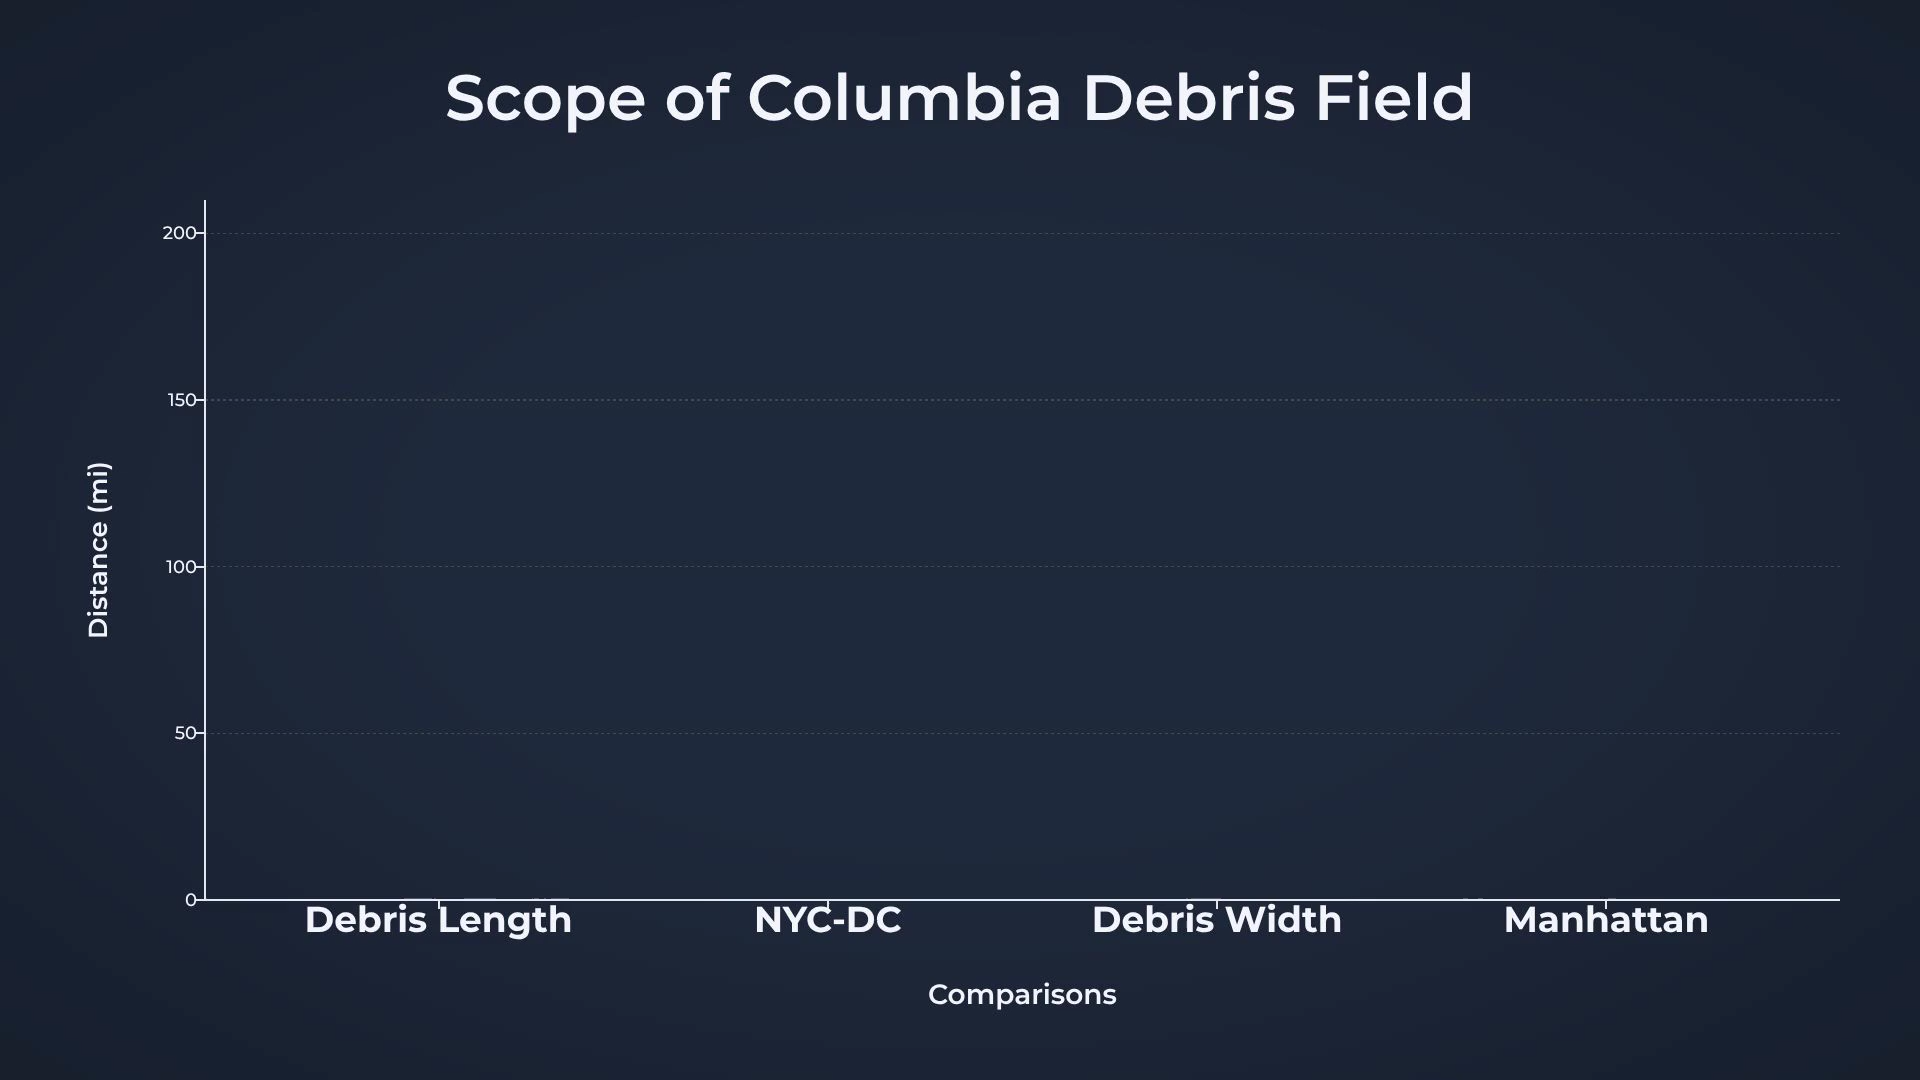 Scope of Columbia Debris Field
200
150
100
50
0
Distance (mi)
Debris Length
NYC-DC
Debris Width
Manhattan
Comparisons